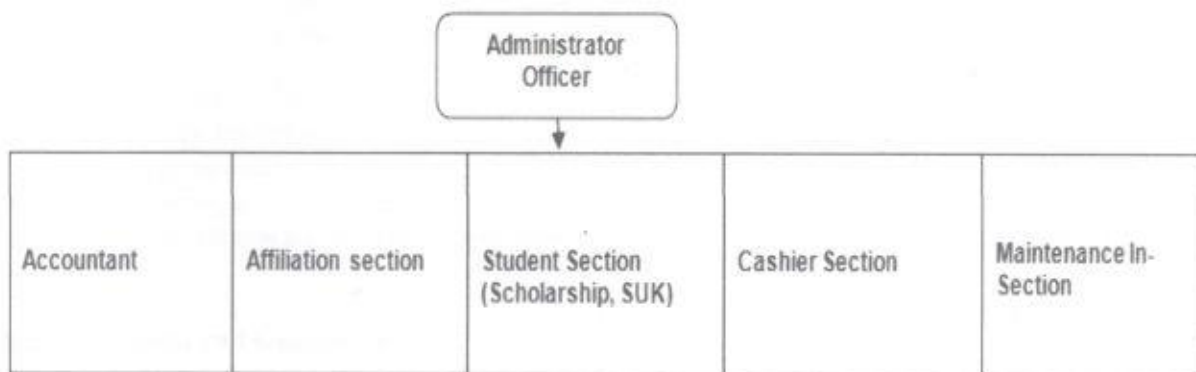 Administrator
Officer
Accountant
Affiliation section
Student Section
(Scholarship, SUK)
Cashier Section
Maintenance In-
Section